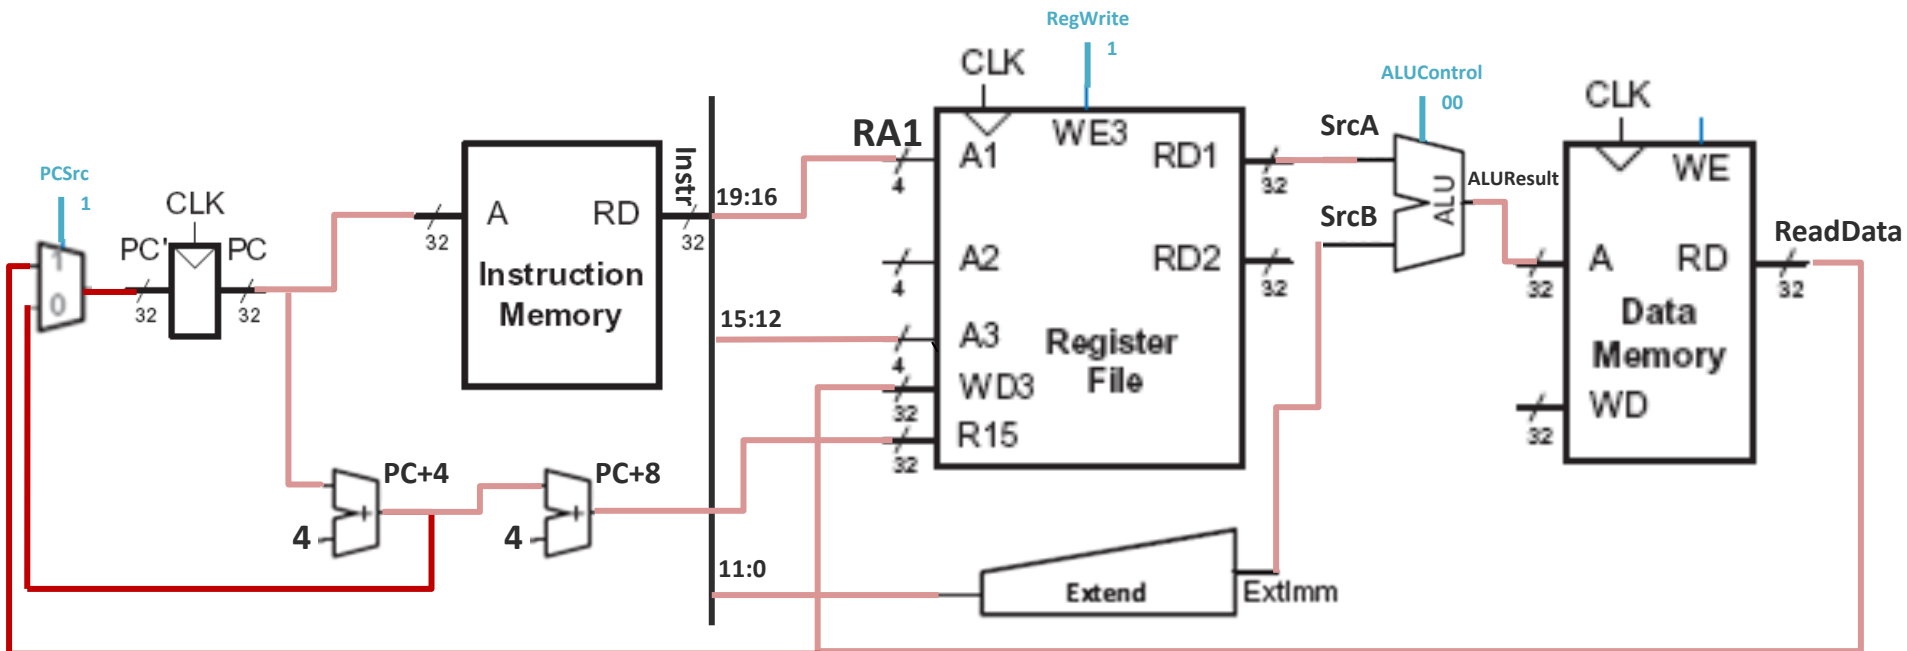 RegWrite
1
CLK
ALUControl
00
CLK
RA1
WE3
SrcA
A1
RD1
4
32
ALU
ALUResult
WE
Instr
PCSrc
1
CLK
19:16
A
RD
32
32
SrcB
PC'
PC
1
0
32
32
Instruction
Memory
A2
RD2
4
32
A
RD
ReadData
32
32
Data
Memory
15:12
A3
4
Register
File
WD3
32
R15
32
WD
32
PC+4
PC+8
+
+
4
4
11:0
Extend
ExtImm